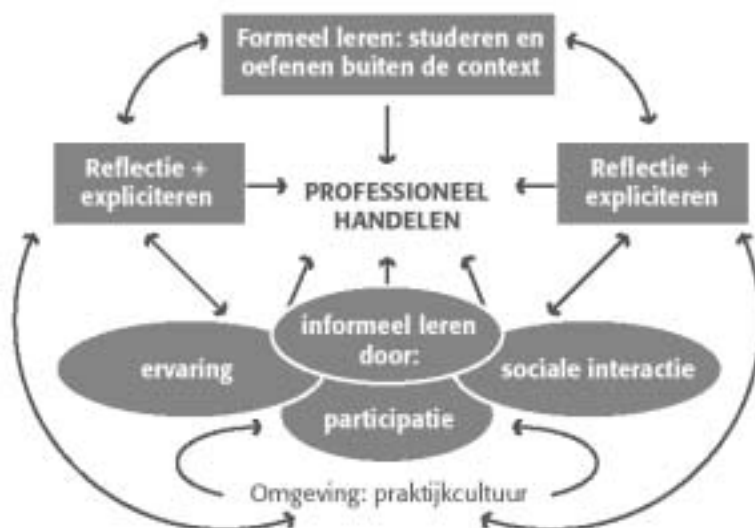 Formeel leren: studeren en
oefenen buiten de context
Reflectie +
expliciteren
PROFESSIONEEL
HANDELEN
Reflectie +
expliciteren
informeel leren
door:
ervaring
sociale interactie
participatie
Omgeving: praktijkcultuur